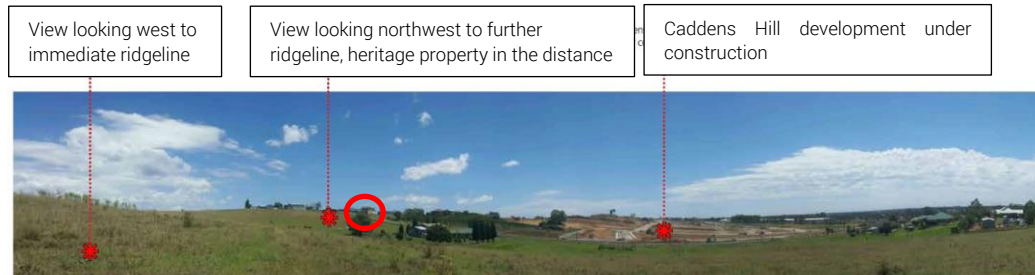 View looking west to
immediate ridgeline
View looking northwest to further
ridgeline, heritage property in the distance
Caddens Hill development under
construction